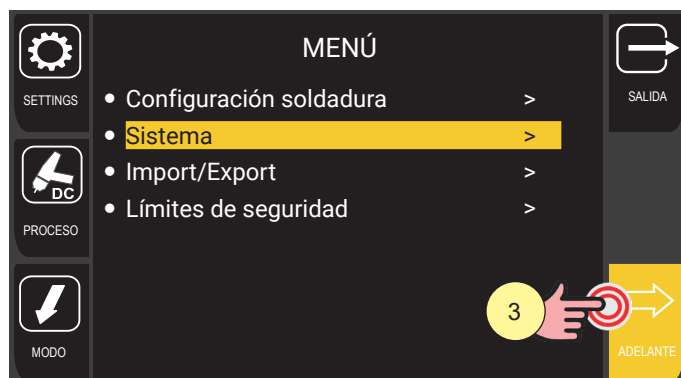 MENÚ
SETTINGS
SALIDA
• Configuración soldadura >
• Sistema >
• Import/Export >
• Límites de seguridad >
DC
PROCESO
3
MODO
ADELANTE